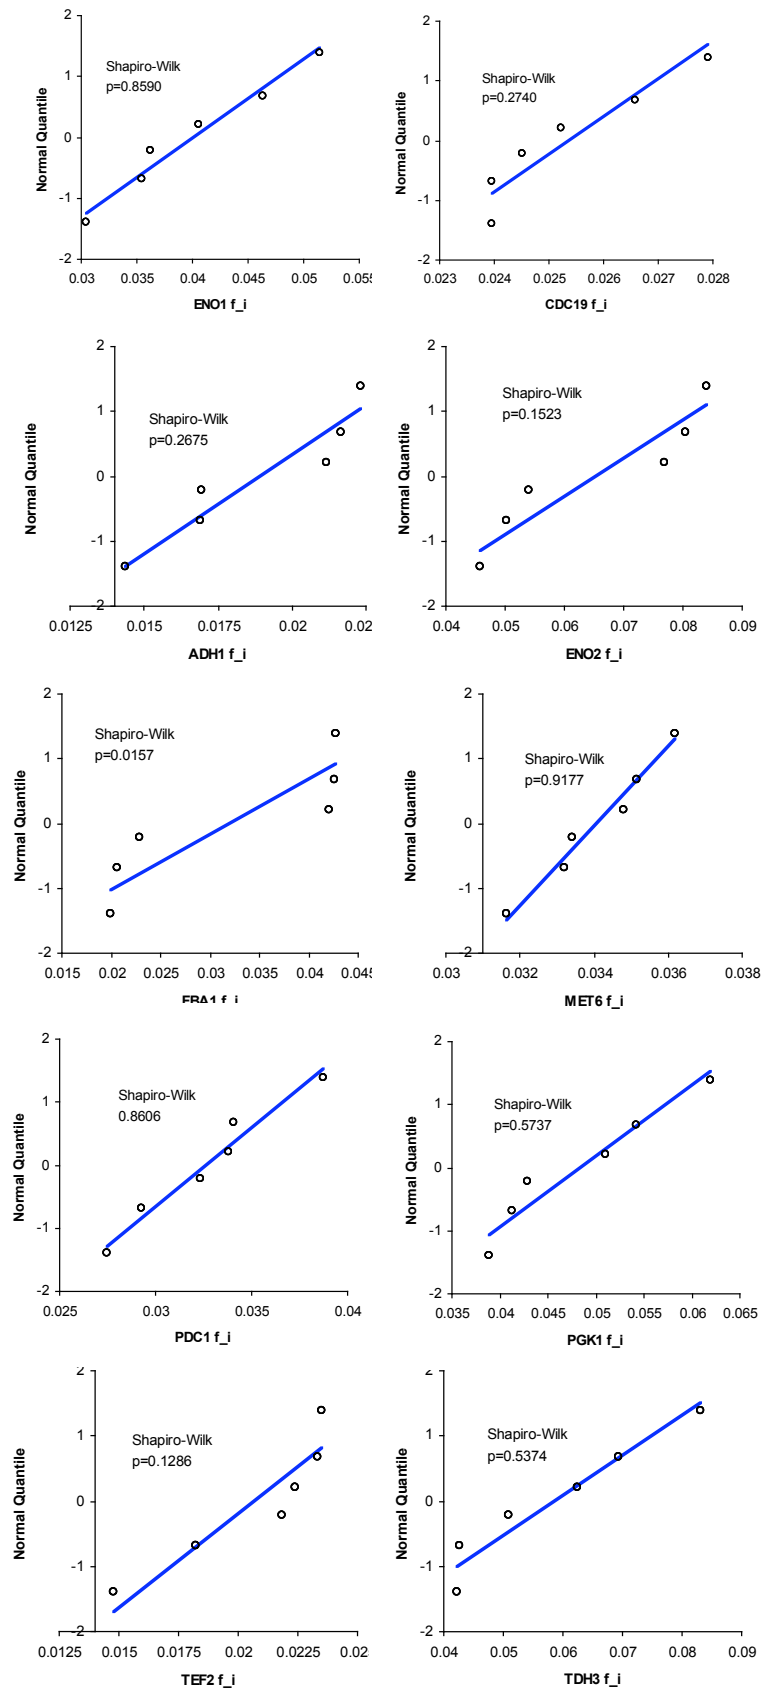 2
1
0
-1
-2
Normal Quantile
Shapiro-Wilk
p=0.8590
0.03 0.035 0.04 0.045 0.05 0.055
ENO1 f_i
2
1
0
-1
-2
Normal Quantile
Shapiro-Wilk
p=0.2740
0.023 0.024 0.025 0.026 0.027 0.028
CDC19 f_i
2
1
0
-1
-2
Normal Quantile
Shapiro-Wilk
p=0.2675
0.0125 0.015 0.0175 0.02 0.02
ADH1 f_i
2
1
0
-1
-2
Normal Quantile
Shapiro-Wilk
p=0.1523
0.04 0.05 0.06 0.07 0.08 0.09
ENO2 f_i
2
1
0
-1
-2
Normal Quantile
Shapiro-Wilk
p=0.0157
0.015 0.02 0.025 0.03 0.035 0.04 0.045
FBA1 f_i
2
1
0
-1
-2
Normal Quantile
Shapiro-Wilk
p=0.9177
0.03 0.032 0.034 0.036 0.038
MET6 f_i
2
1
0
-1
-2
Normal Quantile
Shapiro-Wilk
0.8606
0.025 0.03 0.035 0.04
PDC1 f_i
2
1
0
-1
-2
Normal Quantile
Shapiro-Wilk
p=0.5737
0.035 0.04 0.045 0.05 0.055 0.06 0.065
PGK1 f_i
2
1
0
-1
-2
Normal Quantile
Shapiro-Wilk
p=0.1286
0.0125 0.015 0.0175 0.02 0.0225 0.025
TEF2 f_i
2
1
0
-1
-2
Normal Quantile
Shapiro-Wilk
p=0.5374
0.04 0.05 0.06 0.07 0.08 0.09
TDH3 f_i